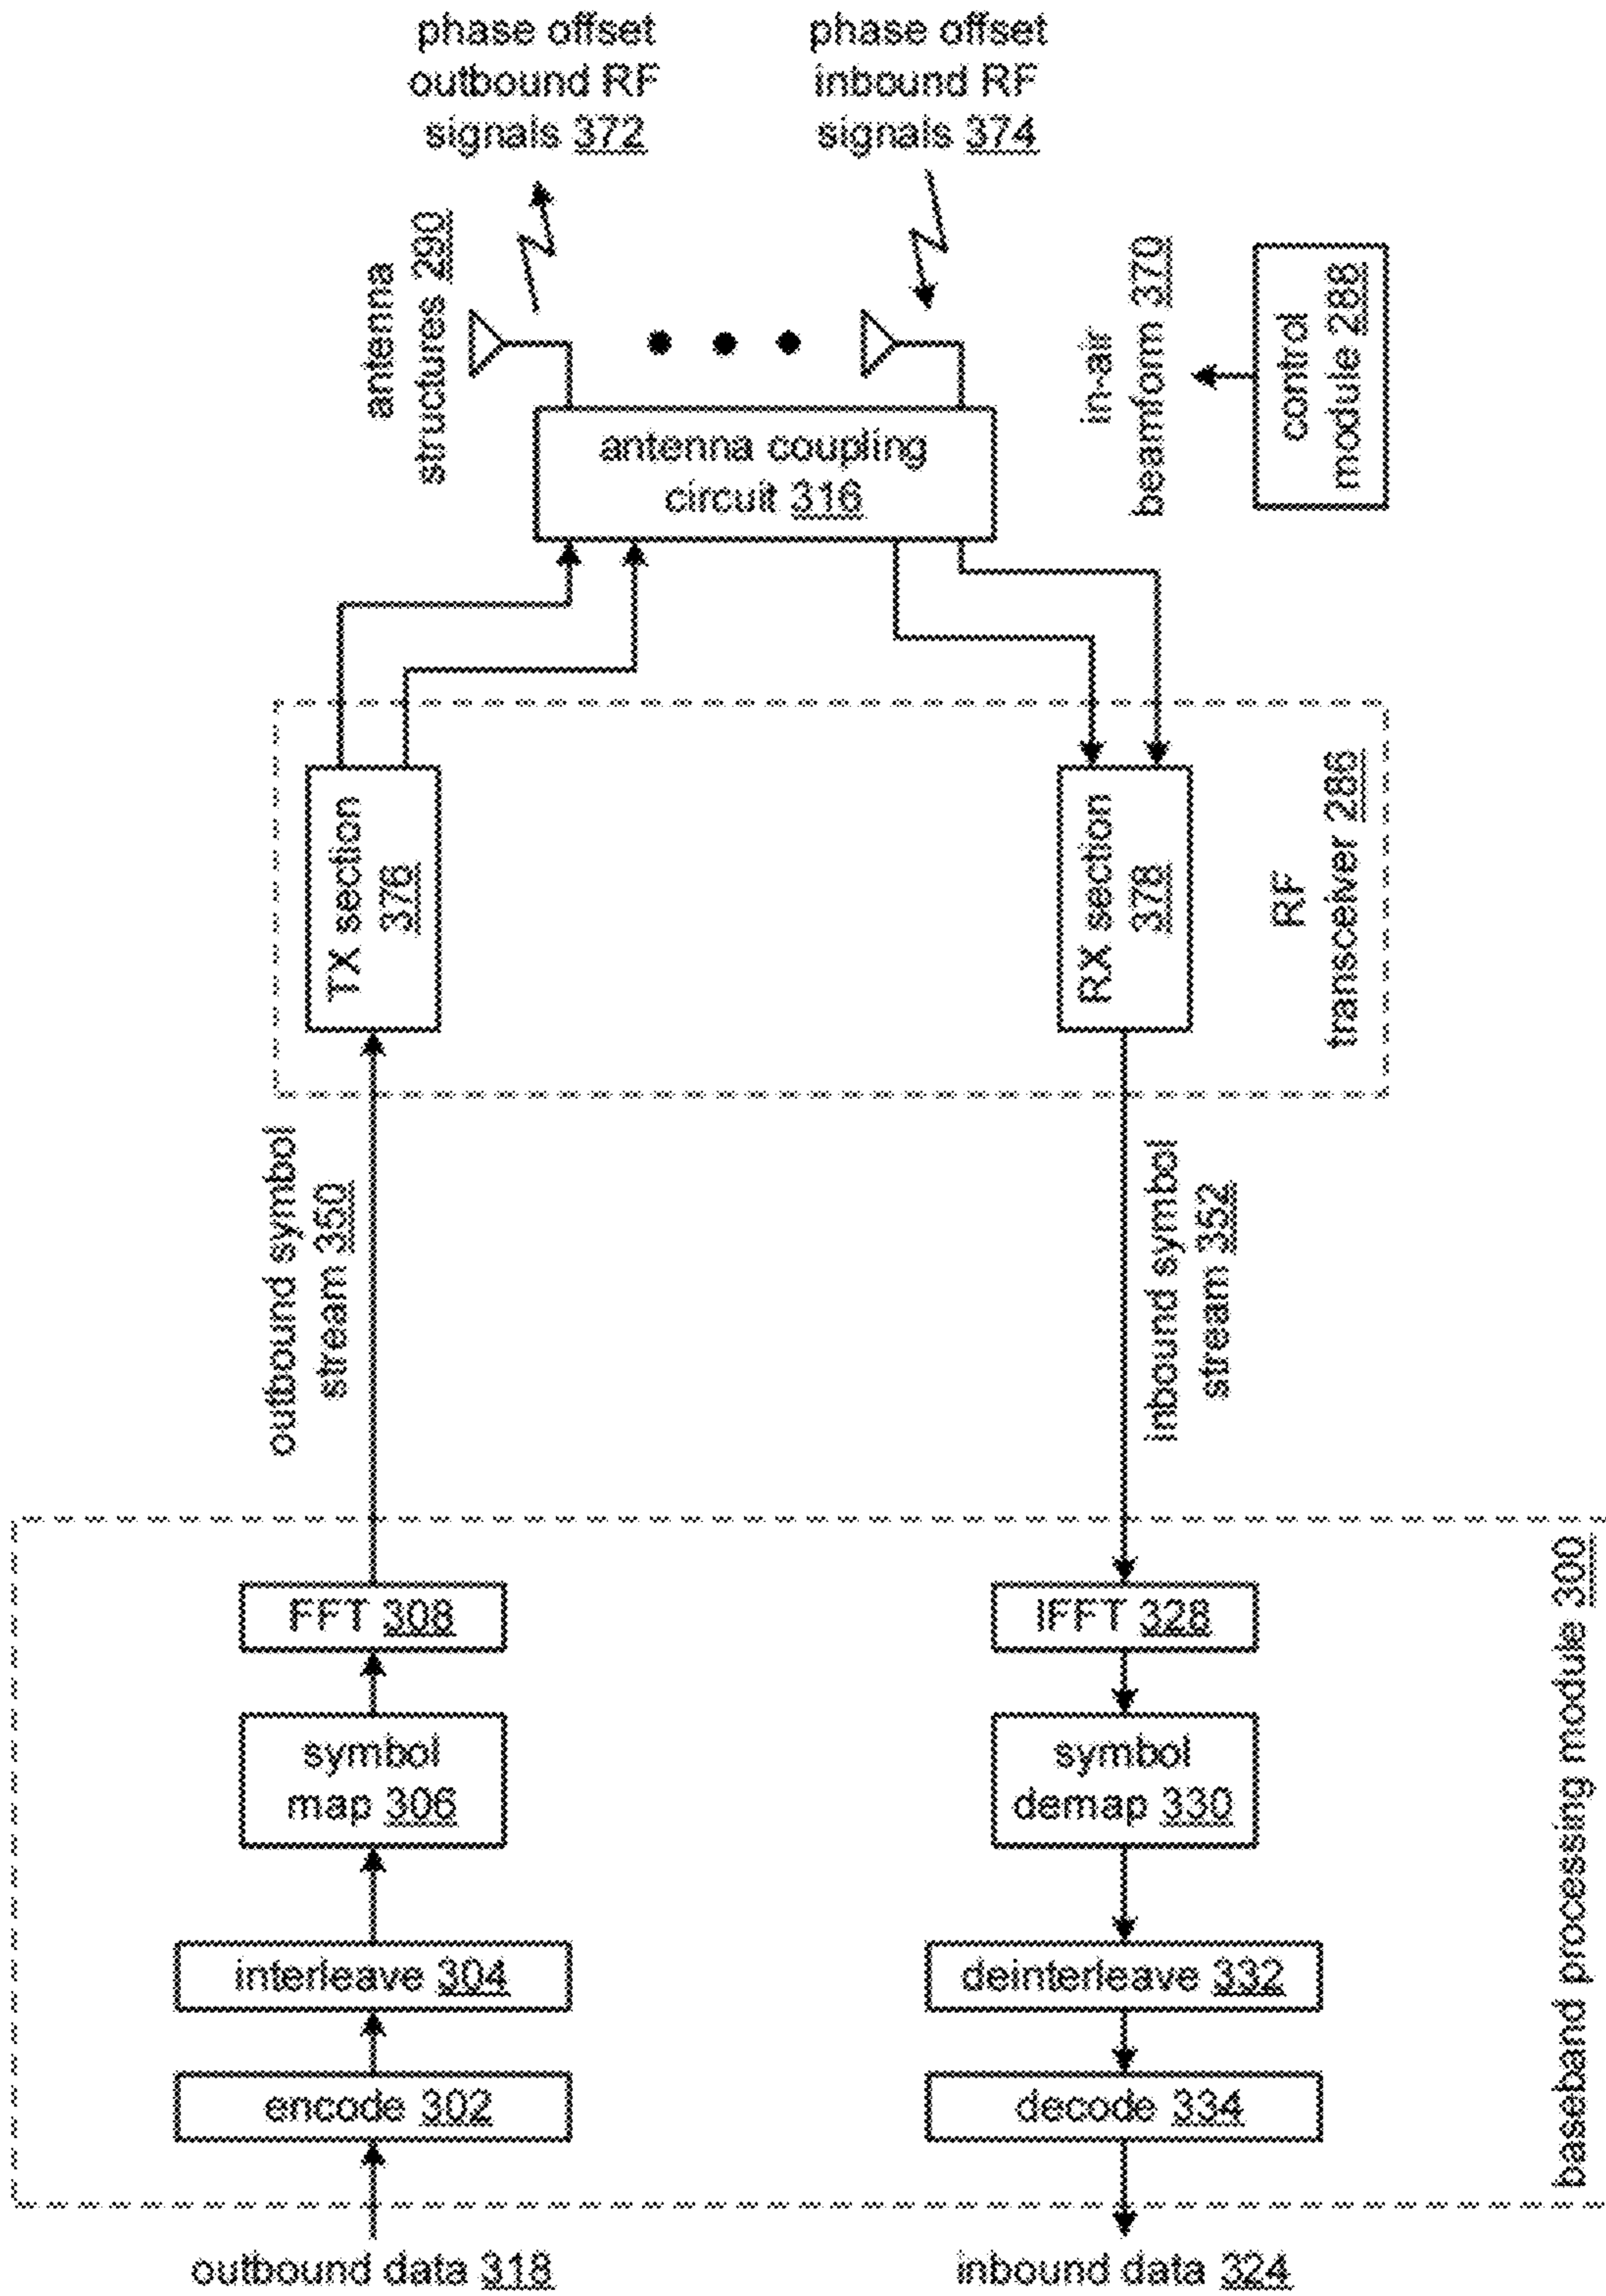 phase offset
outbound RF
signals 372
phase offset
inbound RF
signals 374
antenna
structures 290
antenna coupling
circuit 316
in-air
beamform 370
control
module 288
TX section
376
RX section
378
RF
transceiver 286
outbound symbol
stream 350
inbound symbol
stream 352
FFT 308
IFFT 328
symbol
map 306
symbol
demap 330
interleave 304
deinterleave 332
encode 302
decode 334
baseband processing module 300
outbound data 318
inbound data 324